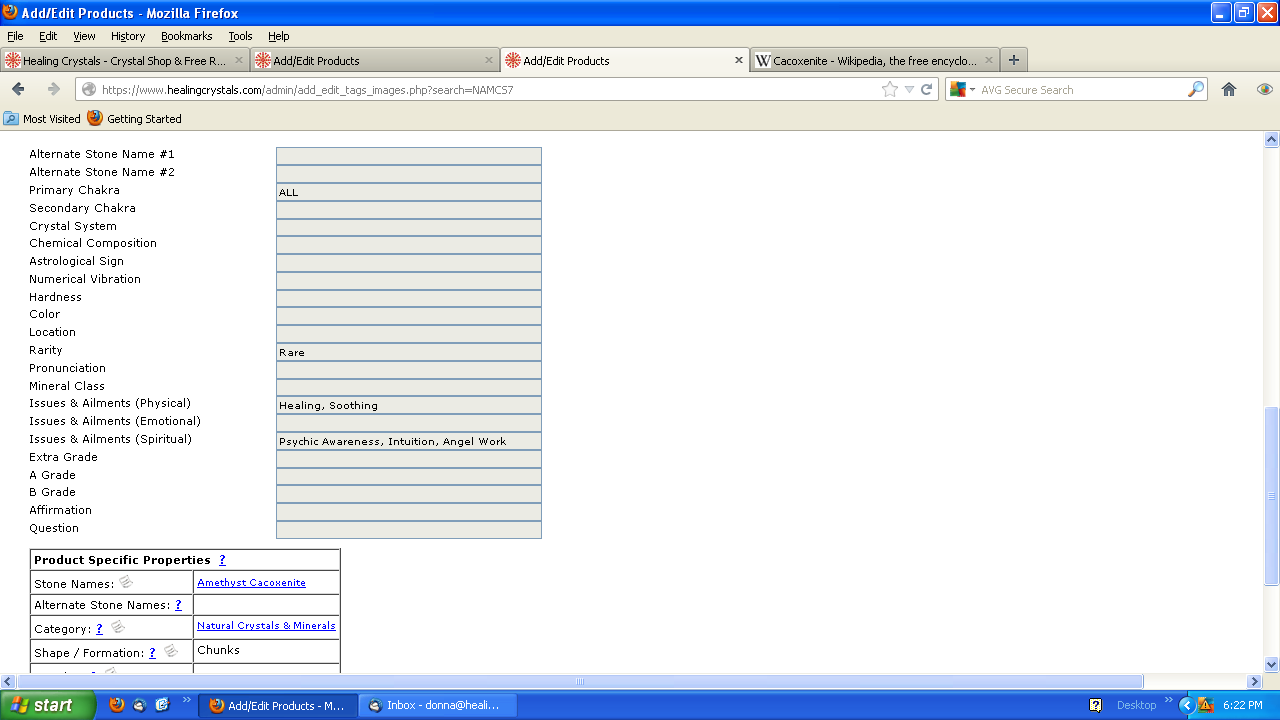 Add/Edit Products - Mozilla Firefox
File Edit View History Bookmarks Tools Help
Healing Crystals - Crystal Shop & Free R... Add/Edit Products Add/Edit Products Cacoxenite - Wikipedia, the free encyclo...
https://www.healingcrystals.com/admin/add_edit_tags_images.php?search=NAMCS7 AVG Secure Search
Most Visited Getting Started
Alternate Stone Name #1
Alternate Stone Name #2
Primary Chakra ALL
Secondary Chakra
Crystal System
Chemical Composition
Astrological Sign
Numerical Vibration
Hardness
Color
Location
Rarity Rare
Pronunciation
Mineral Class
Issues & Ailments (Physical) Healing, Soothing
Issues & Ailments (Emotional)
Issues & Ailments (Spiritual) Psychic Awareness, Intuition, Angel Work
Extra Grade
A Grade
B Grade
Affirmation
Question
Product Specific Properties ?
Stone Names: Amethyst Cacoxenite
Alternate Stone Names: ?
Category: ? Natural Crystals & Minerals
Shape / Formation: ? Chunks
start Add/Edit Products - M... Inbox - donna@heali... Desktop 6:22 PM